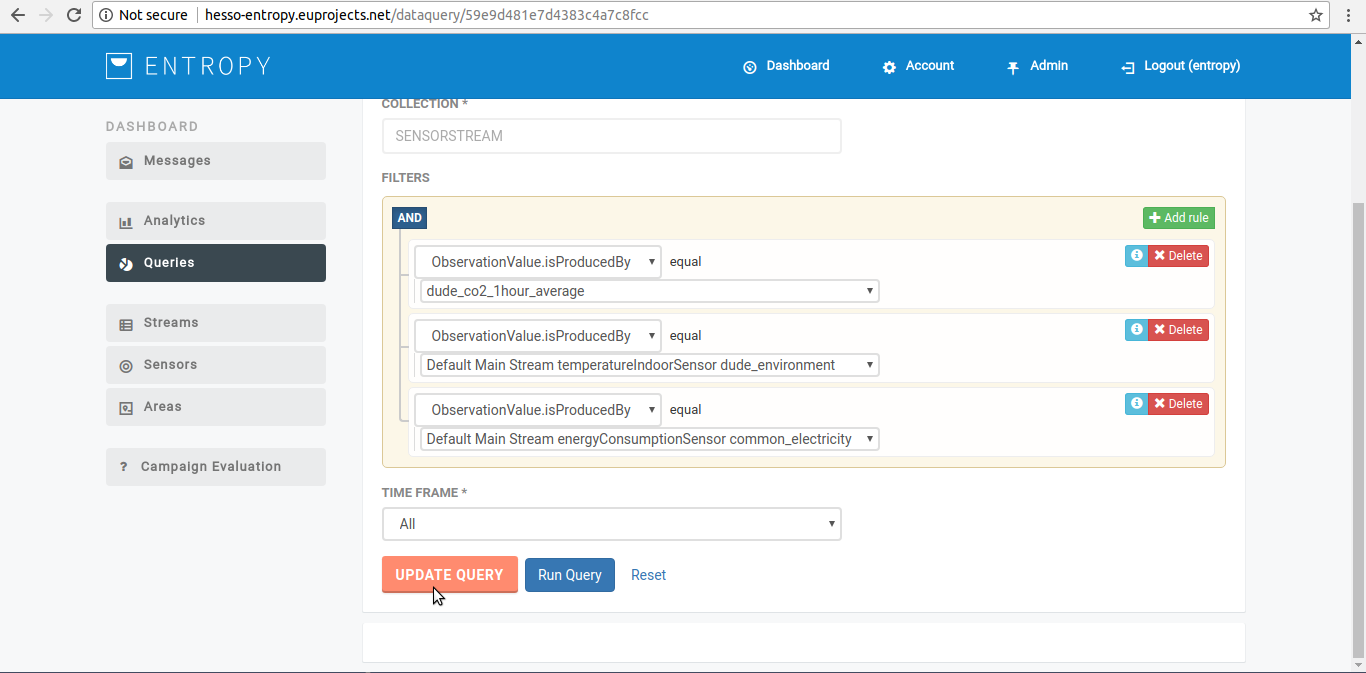 Not secure hesso-entropy.euprojects.net/dataquery/59e9d481e7d4383c4a7c8fcc
ENTROPY
Dashboard Account Admin Logout (entropy)
DASHBOARD
Messages
Analytics
Queries
Streams
Sensors
Areas
? Campaign Evaluation
COLLECTION *
SENSORSTREAM
FILTERS
AND Add rule
ObservationValue.isProducedBy equal Delete
dude_co2_1hour_average
ObservationValue.isProducedBy equal Delete
Default Main Stream temperatureIndoorSensor dude_environment
ObservationValue.isProducedBy equal Delete
Default Main Stream energyConsumptionSensor common_electricity
TIME FRAME *
All
UPDATE QUERY Run Query Reset